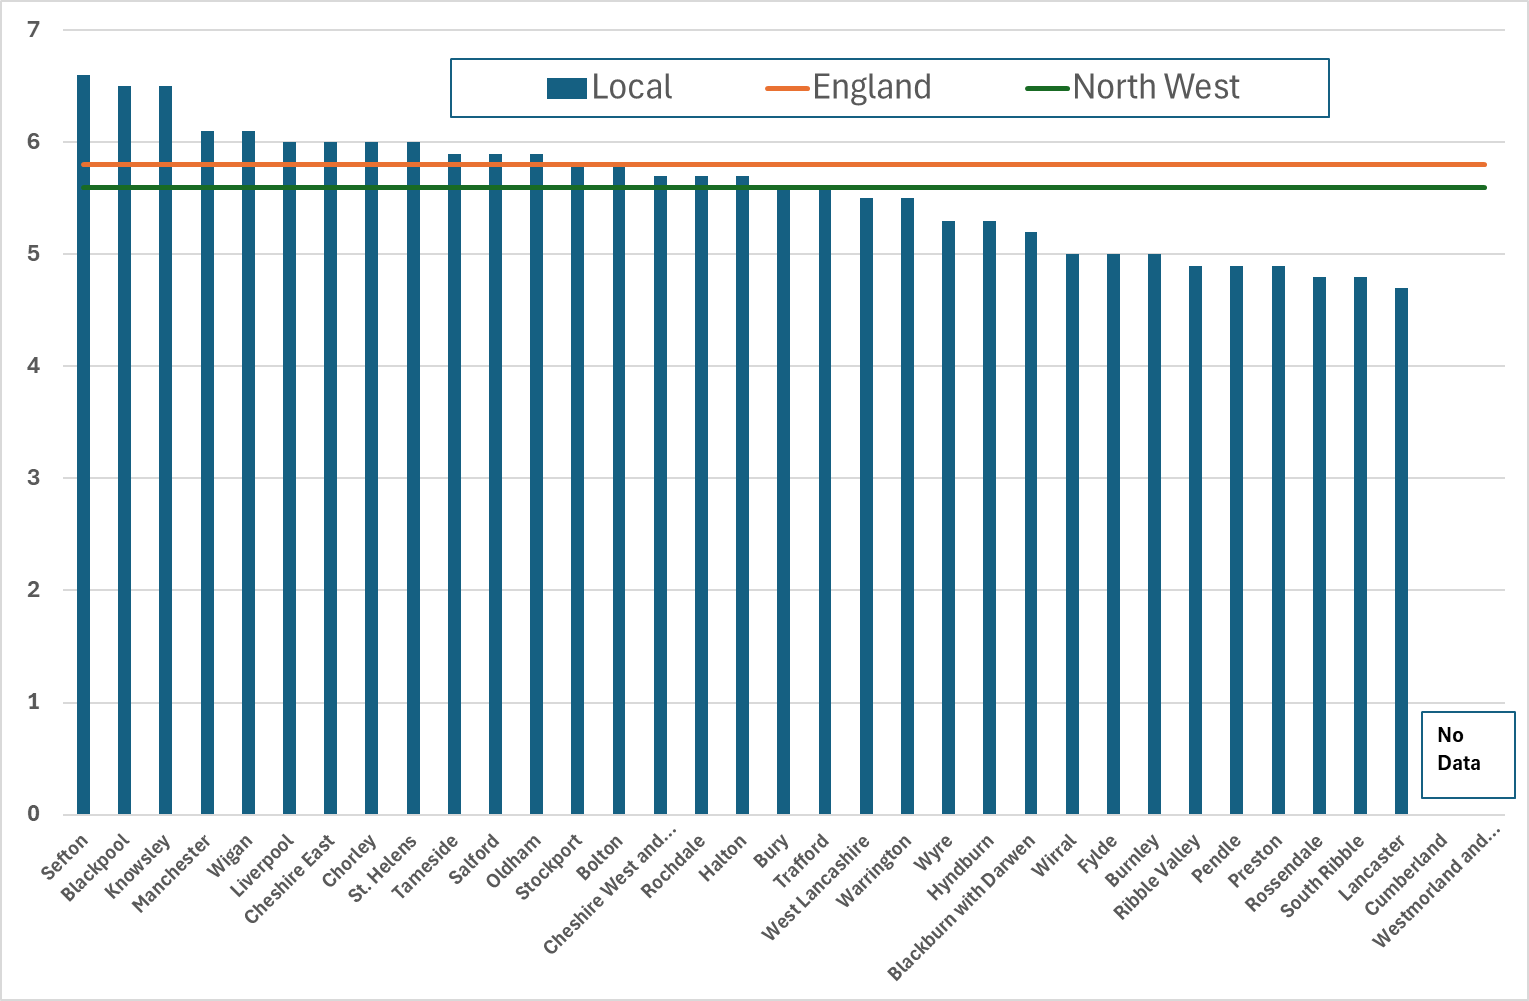 7
6
5
4
3
2
1
0
Local England North West
No
Data
Sefton
Blackpool
Knowsley
Manchester
Wigan
Liverpool
Cheshire East
Chorley
St. Helens
Tameside
Salford
Oldham
Stockport
Bolton
Cheshire West and...
Rochdale
Halton
Bury
Trafford
West Lancashire
Warrington
Wyre
Hyndburn
Blackburn with Darwen
Wirral
Fylde
Burnley
Ribble Valley
Pendle
Preston
Rossendale
South Ribble
Lancaster
Cumberland
Westmorland and...